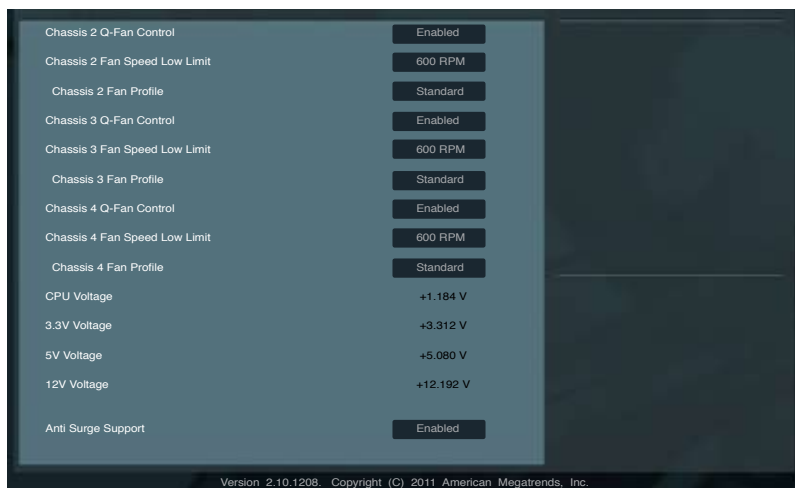 Chassis 2 Q-Fan Control Enabled
Chassis 2 Fan Speed Low Limit 600 RPM
Chassis 2 Fan Profile Standard
Chassis 3 Q-Fan Control Enabled
Chassis 3 Fan Speed Low Limit 600 RPM
Chassis 3 Fan Profile Standard
Chassis 4 Q-Fan Control Enabled
Chassis 4 Fan Speed Low Limit 600 RPM
Chassis 4 Fan Profile Standard
CPU Voltage +1.184 V
3.3V Voltage +3.312 V
5V Voltage +5.080 V
12V Voltage +12.192 V
Anti Surge Support Enabled
Version 2.10.1208. Copyright (C) 2011 American Megatrends, Inc.